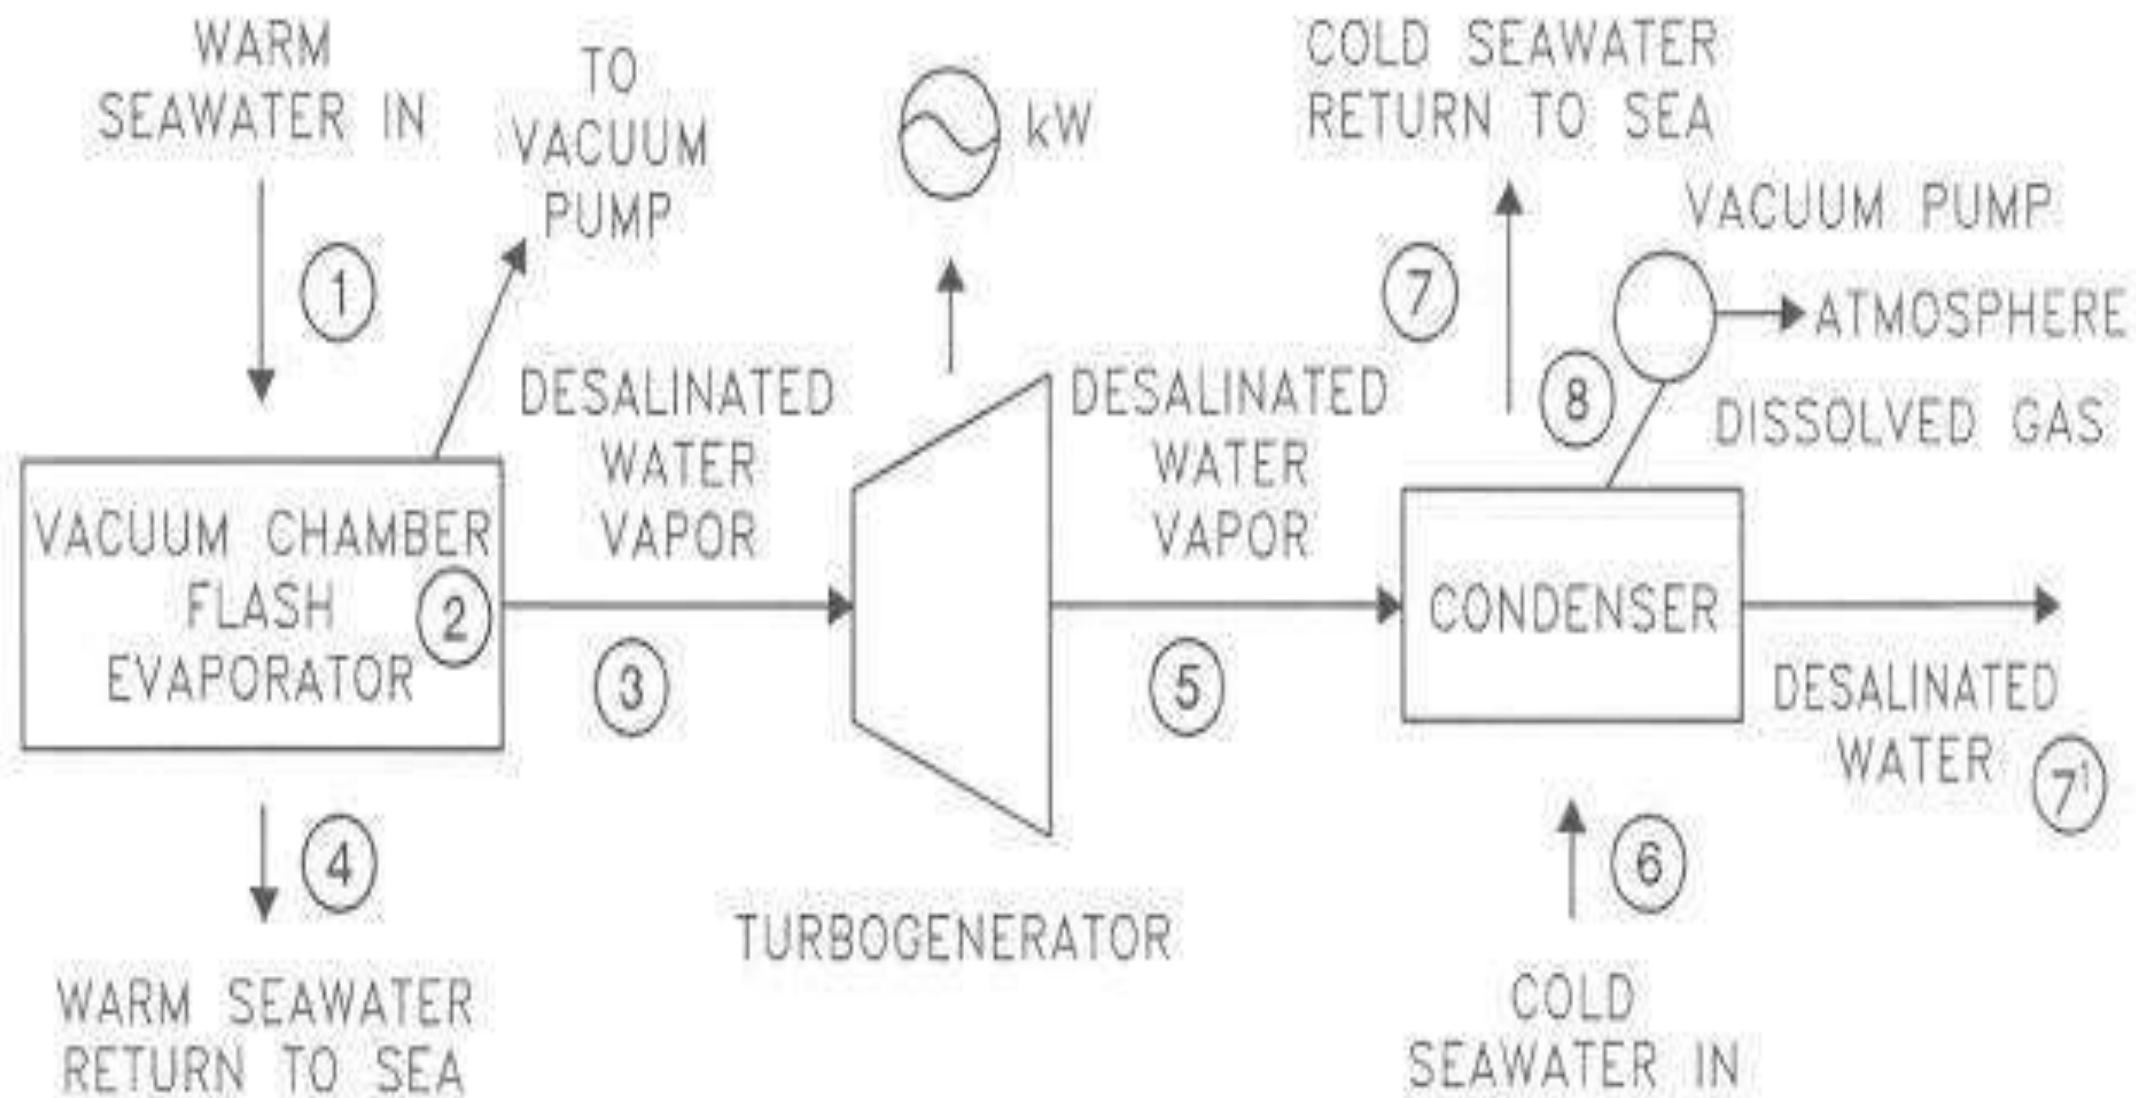 WARM
SEAWATER IN
1
TO
VACUUM
PUMP
kW
COLD SEAWATER
RETURN TO SEA
7
VACUUM PUMP
ATMOSPHERE
8
DISSOLVED GAS
DESALINATED
WATER
VAPOR
DESALINATED
WATER
VAPOR
VACUUM CHAMBER
FLASH
EVAPORATOR
2
3
5
CONDENSER
DESALINATED
WATER
7¹
4
WARM SEAWATER
RETURN TO SEA
TURBOGENERATOR
6
COLD
SEAWATER IN